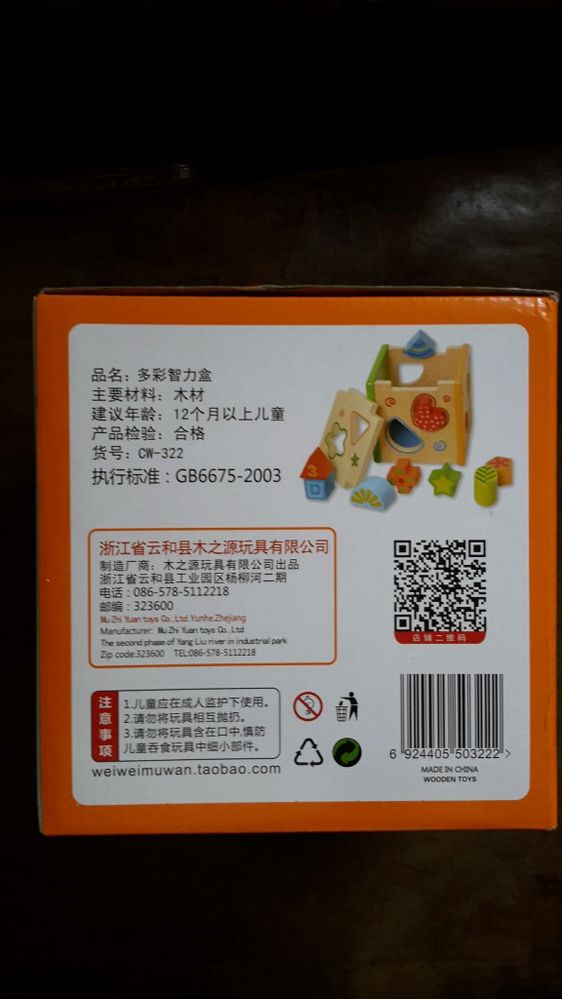 品名：多彩智力盒
主要材料：木材
建议年龄：12个月以上儿童
产品检验：合格
货号：CW-322
执行标准：GB6675-2003
3
D
浙江省云和县木之源玩具有限公司
制造厂商：木之源玩具有限公司出品
浙江省云和县工业园区杨柳河二期
电话：086-578-5112218
邮编：323600
Mu Zhi Yuan toys Co.,Ltd.Yunhe.Zhejiang
Manufacturer: Mu Zhi Yuan toys Co.,Ltd
The second phase of Yang Liu river in industrial park
Zip code:323600 TEL:086-578-5112218
店铺二维码
注意事项
1.儿童应在成人监护下使用。
2.请勿将玩具相互抛扔。
3.请勿将玩具含在口中,慎防
儿童吞食玩具中细小部件。
weiweimuwan.taobao.com
6 924405 503222 >
MADE IN CHINA
WOODEN TOYS